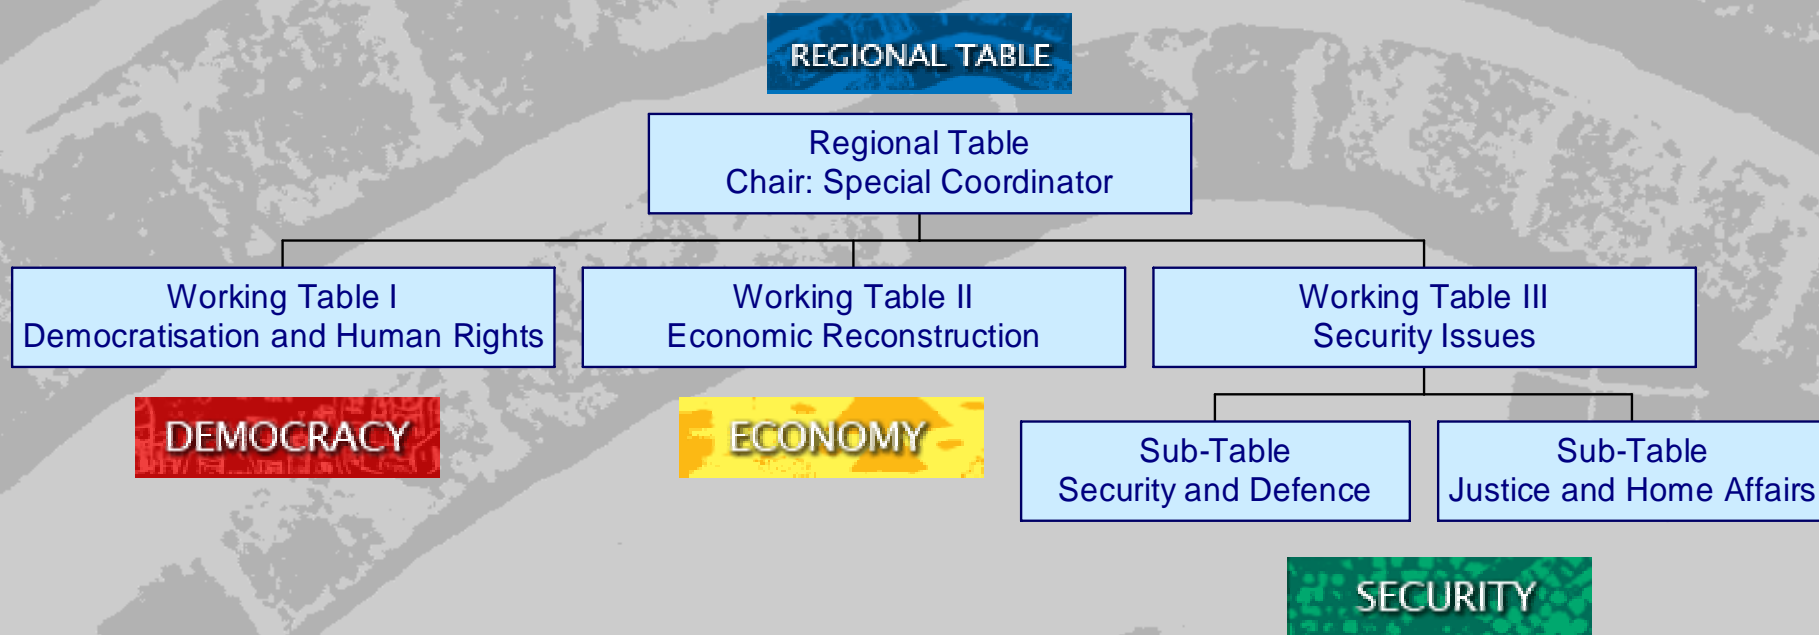 REGIONAL TABLE
Regional Table
Chair: Special Coordinator
Working Table I
Democratisation and Human Rights
Working Table II
Economic Reconstruction
Working Table III
Security Issues
DEMOCRACY
ECONOMY
Sub-Table
Security and Defence
Sub-Table
Justice and Home Affairs
SECURITY